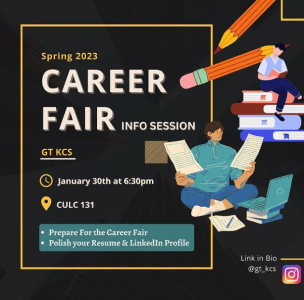 Spring 2023
CAREER
FAIR INFO SESSION
GT KCS
January 30th at 6:30pm
CULC 131
• Prepare For the Career Fair
• Polish your Resume & LinkedIn Profile
Link in Bio
@gt_kcs